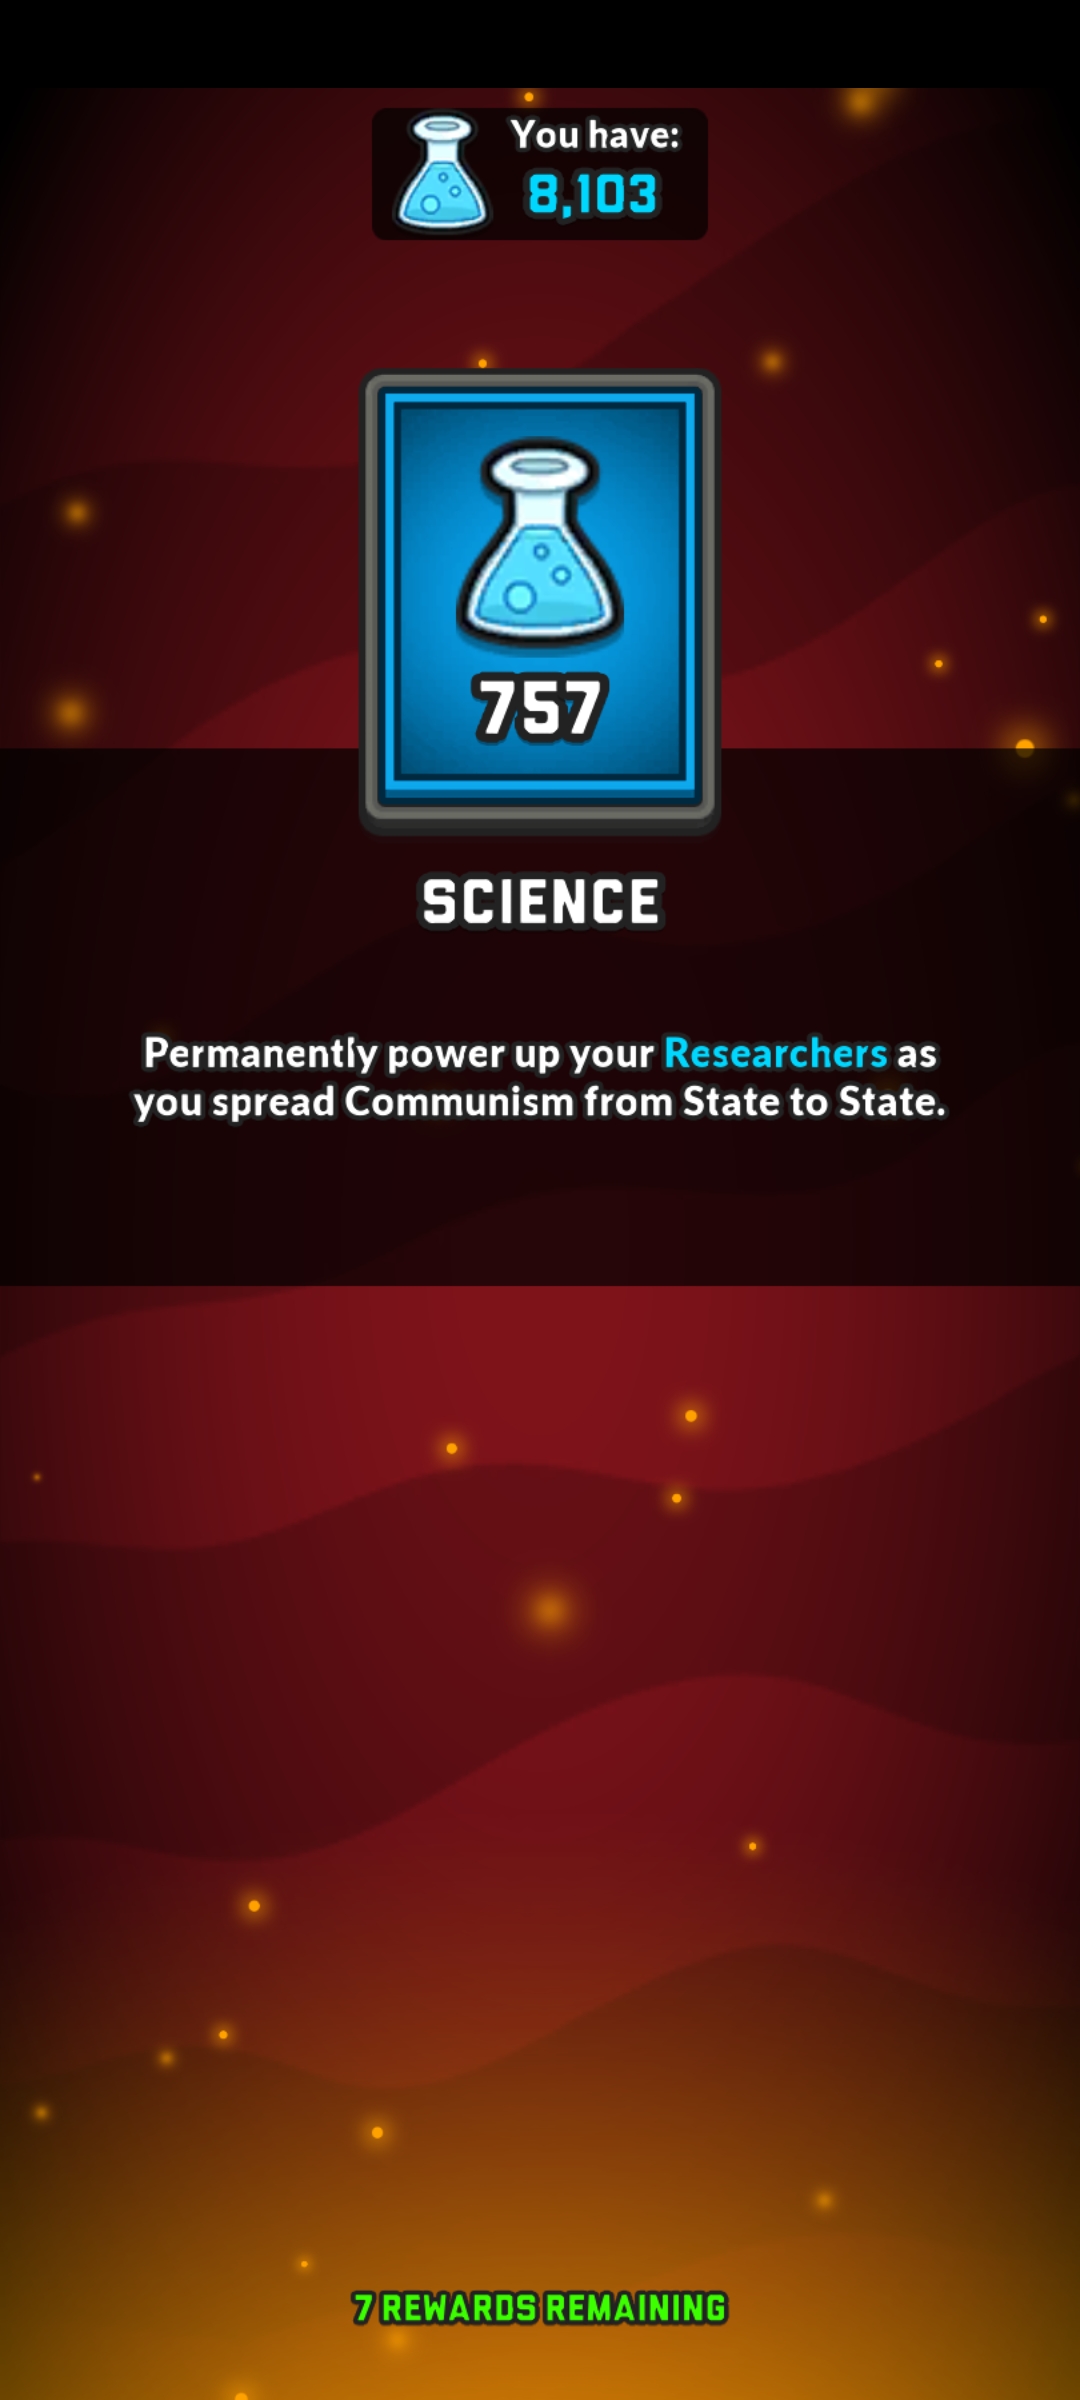 You have:
8,103
757
SCIENCE
Permanently power up your Researchers as
you spread Communism from State to State.
7 REWARDS REMAINING